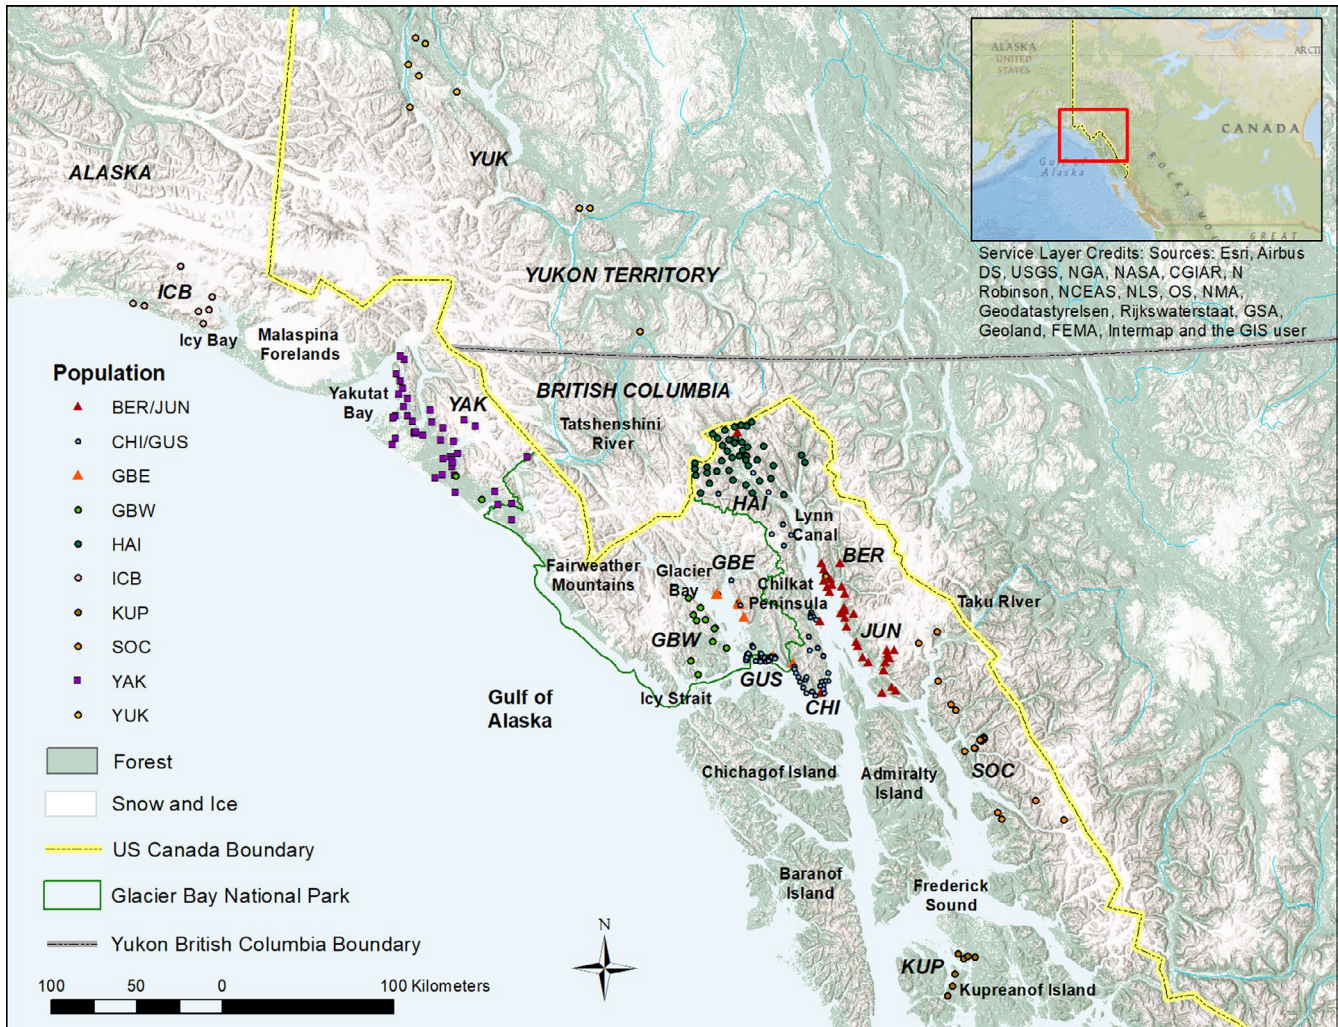 ALASKA
UNITED
STATES
ARCTI
CANADA
Gulf of
Alaska
ROCKY MO
GREAT
Service Layer Credits: Sources: Esri, Airbus
DS, USGS, NGA, NASA, CGIAR, N
Robinson, NCEAS, NLS, OS, NMA,
Geodatastyrelsen, Rijkswaterstaat, GSA,
Geoland, FEMA, Intermap and the GIS user
ALASKA
YUK
YUKON TERRITORY
ICB
Icy Bay
Malaspina
Forelands
Yakutat
Bay
YAK
BRITISH COLUMBIA
Tatshenshini
River
HAI
Lynn
Canal
BER
GBE
Fairweather
Mountains
Glacier
Bay
Chilkat
Peninsula
Taku RIver
JUN
GBW
GUS
CHI
Icy Strait
Gulf of
Alaska
SOC
Chichagof Island
Admiralty
Island
Baranof
Island
Frederick
Sound
KUP
Kupreanof Island
Population
BER/JUN
CHI/GUS
GBE
GBW
HAI
ICB
KUP
SOC
YAK
YUK
Forest
Snow and Ice
US Canada Boundary
Glacier Bay National Park
Yukon British Columbia Boundary
100 50 0 100 Kilometers
N